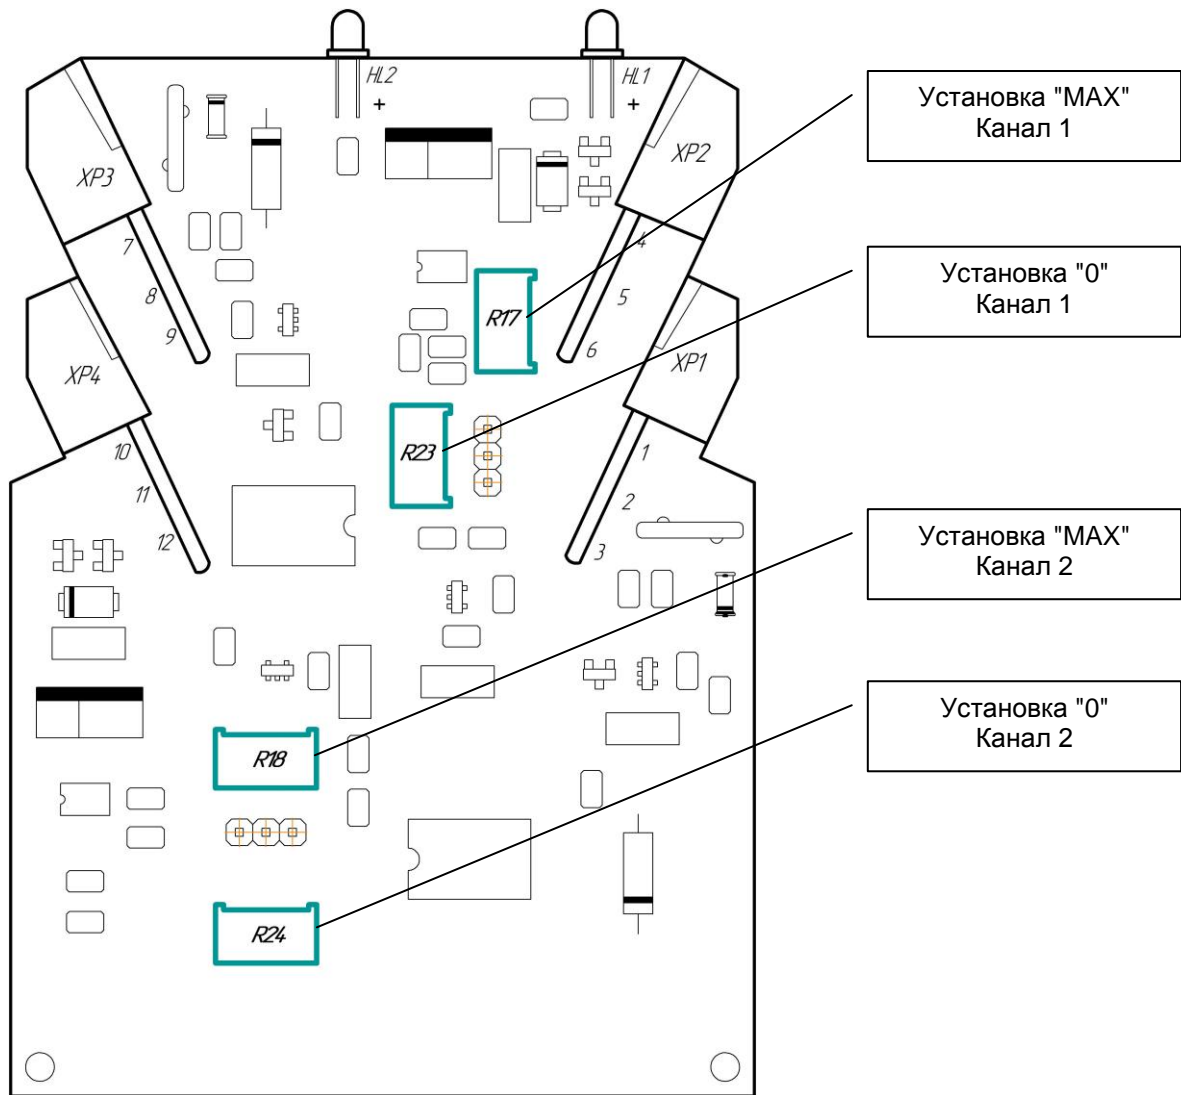 HL2
+
HL1
+
XP3
XP2
7
8
9
4
5
6
R17
XP4
XP1
R23
10
11
12
1
2
3
R18
R24
Установка "MAX"
Канал 1
Установка "0"
Канал 1
Установка "MAX"
Канал 2
Установка "0"
Канал 2